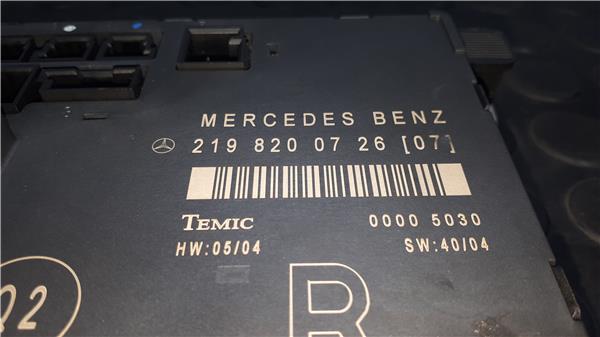 MERCEDES BENZ
219 820 07 26 [07]
TEMIC 0000 5030
HW:05/04 SW:40/04
Q2 R